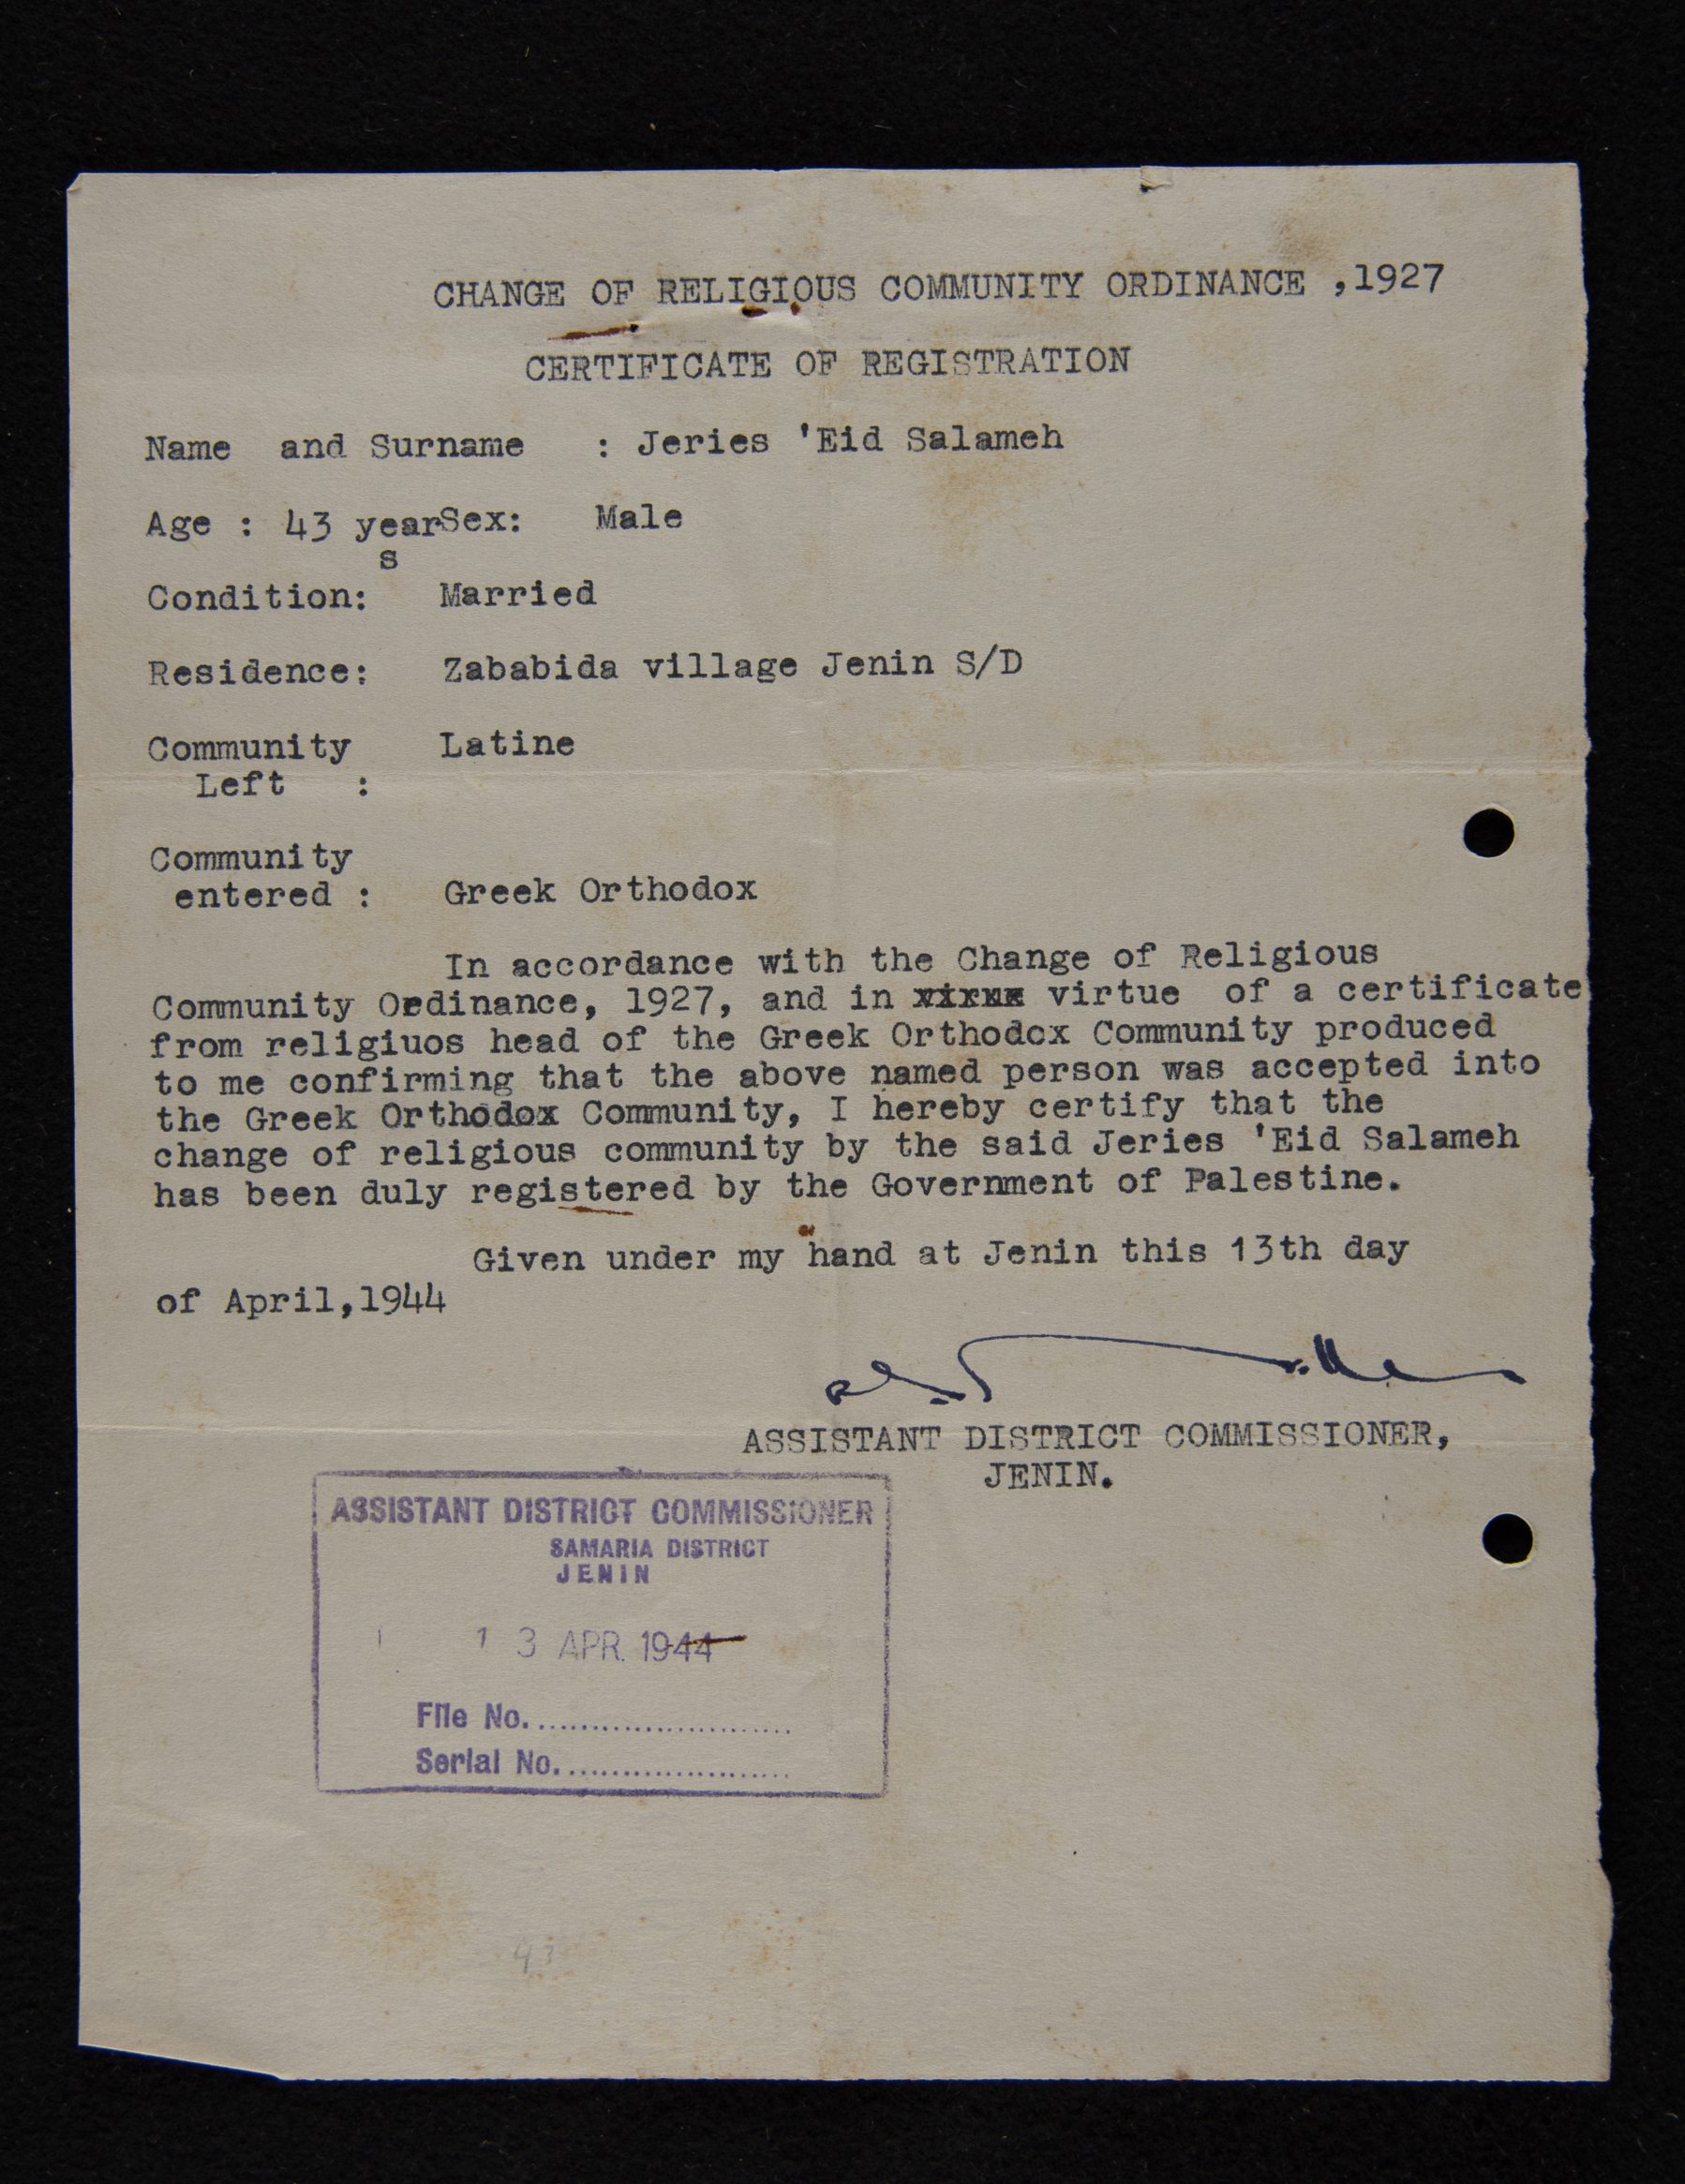 CHANGE OF RELIGIOUS COMMUNITY ORDINANCE ,1927
CERTIFICATE OF REGISTRATION
Name and Surname : Jeries 'Eid Salameh
Age : 43 yearSex: Male
s
Condition: Married
Residence: Zababida village Jenin S/D
Community Latine
Left :
Community
entered : Greek Orthodox
In accordance with the Change of Religious
Community Oedinance, 1927, and in virtue of a certificate
from religiuos head of the Greek Orthodox Community produced
to me confirming that the above named person was accepted into
the Greek Orthodox Community, I hereby certify that the
change of religious community by the said Jeries 'Eid Salameh
has been duly registered by the Government of Palestine.
Given under my hand at Jenin this 13th day
of April,1944
ASSISTANT DISTRICT COMMISSIONER,
JENIN.
ASSISTANT DISTRICT COMMISSIONER
SAMARIA DISTRICT
JENIN
13 APR. 1944
File No.........................
Serial No.......................
43